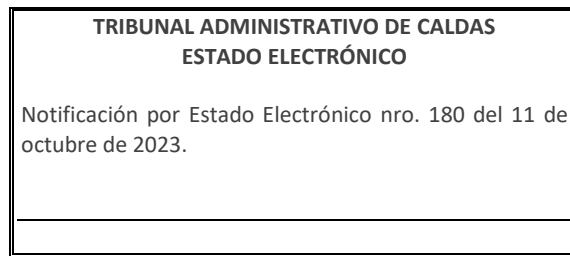 TRIBUNAL ADMINISTRATIVO DE CALDAS
ESTADO ELECTRÓNICO
Notificación por Estado Electrónico nro. 180 del 11 de
octubre de 2023.